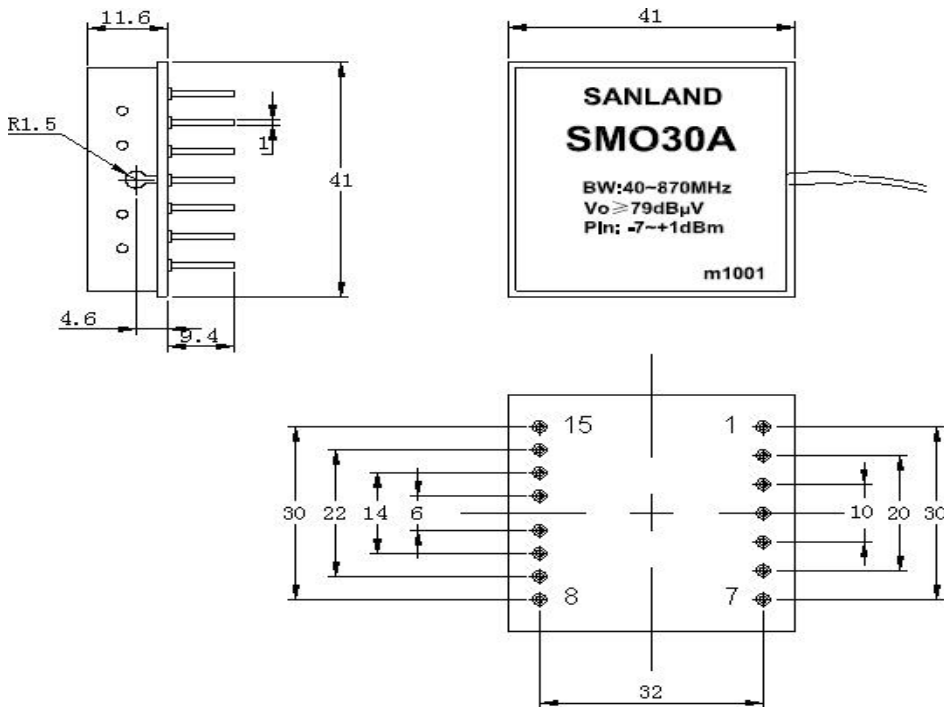 11.6
R1.5
1
41
4.6
9.4
41
SANLAND
SMO30A
BW:40~870MHz
Vo≥79dBµV
PIn: -7~+1dBm
m1001
15
1
30
22
14
6
10
20
30
8
7
32